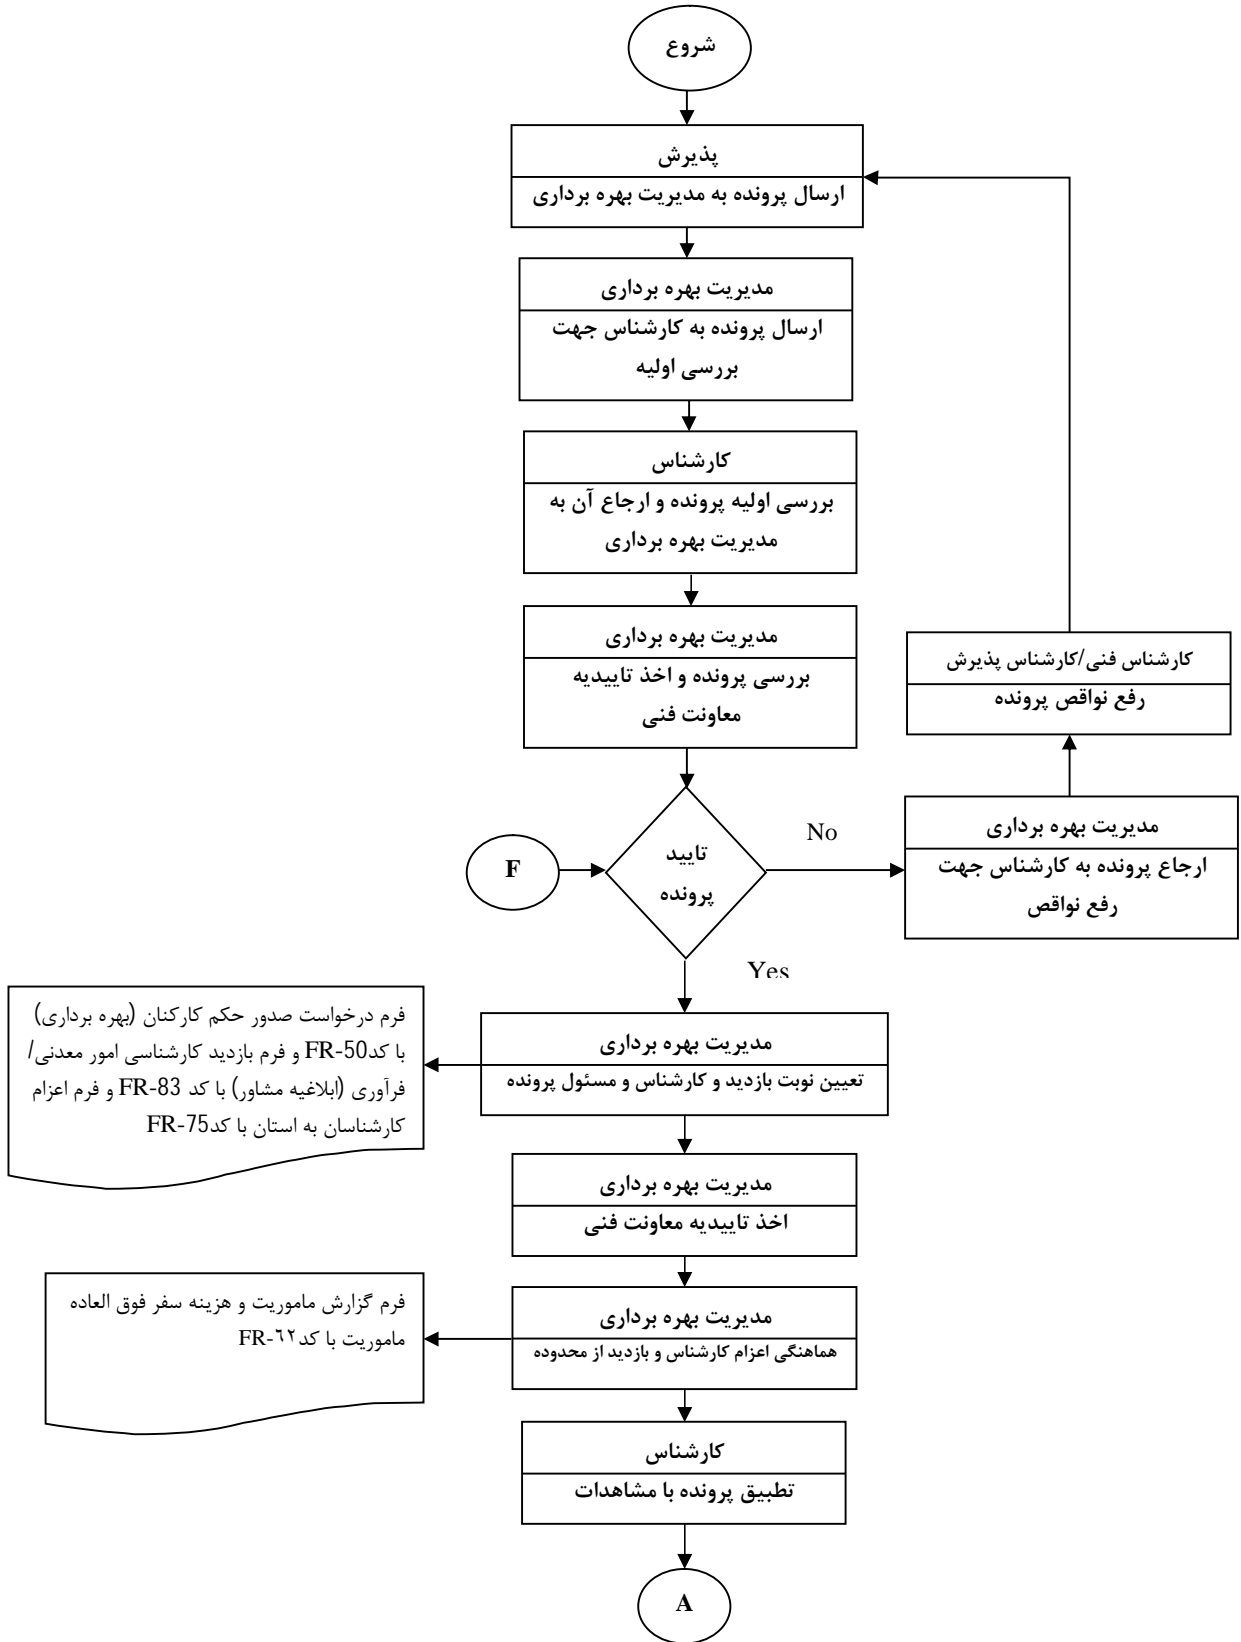 شروع
پذیرش
ارسال پرونده به مدیریت بهره برداری
مدیریت بهره برداری
ارسال پرونده به کارشناس جهت
بررسی اولیه
کارشناس
بررسی اولیه پرونده و ارجاع آن به
مدیریت بهره برداری
مدیریت بهره برداری
بررسی پرونده و اخذ تاییدیه
معاونت فنی
کارشناس فنی/کارشناس پذیرش
رفع نواقص پرونده
تایید
پرونده
F
No
مدیریت بهره برداری
ارجاع پرونده به کارشناس جهت
رفع نواقص
Yes
مدیریت بهره برداری
تعیین نوبت بازدید و کارشناس و مسئول پرونده
فرم درخواست صدور حکم کارکنان (بهره برداری)
با کدFR-50 و فرم بازدید کارشناسی امور معدنی/
فرآوری (ابلاغیه مشاور) با کد FR-83 و فرم اعزام
کارشناسان به استان با کدFR-75
مدیریت بهره برداری
اخذ تاییدیه معاونت فنی
مدیریت بهره برداری
هماهنگی اعزام کارشناس و بازدید از محدوده
فرم گزارش ماموریت و هزینه سفر فوق العاده
ماموریت با کدFR-٦٢
کارشناس
تطبیق پرونده با مشاهدات
A